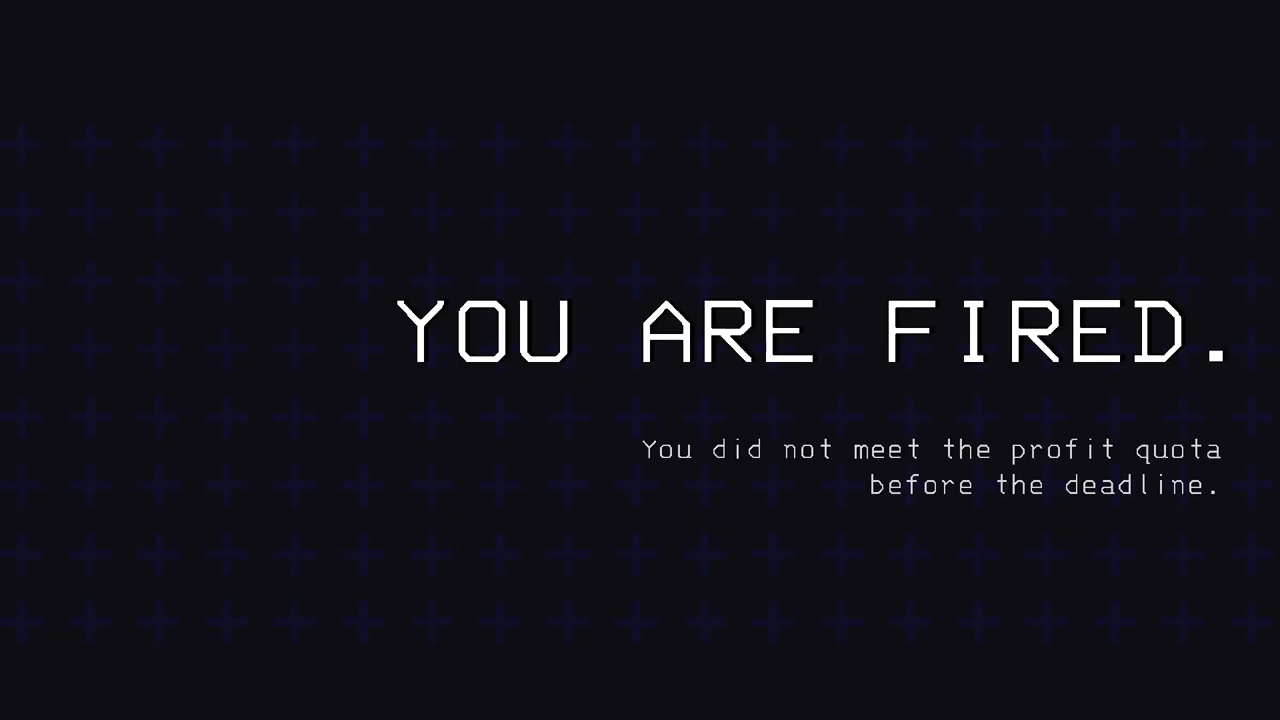 YOU ARE FIRED.
You did not meet the profit quota
before the deadline.